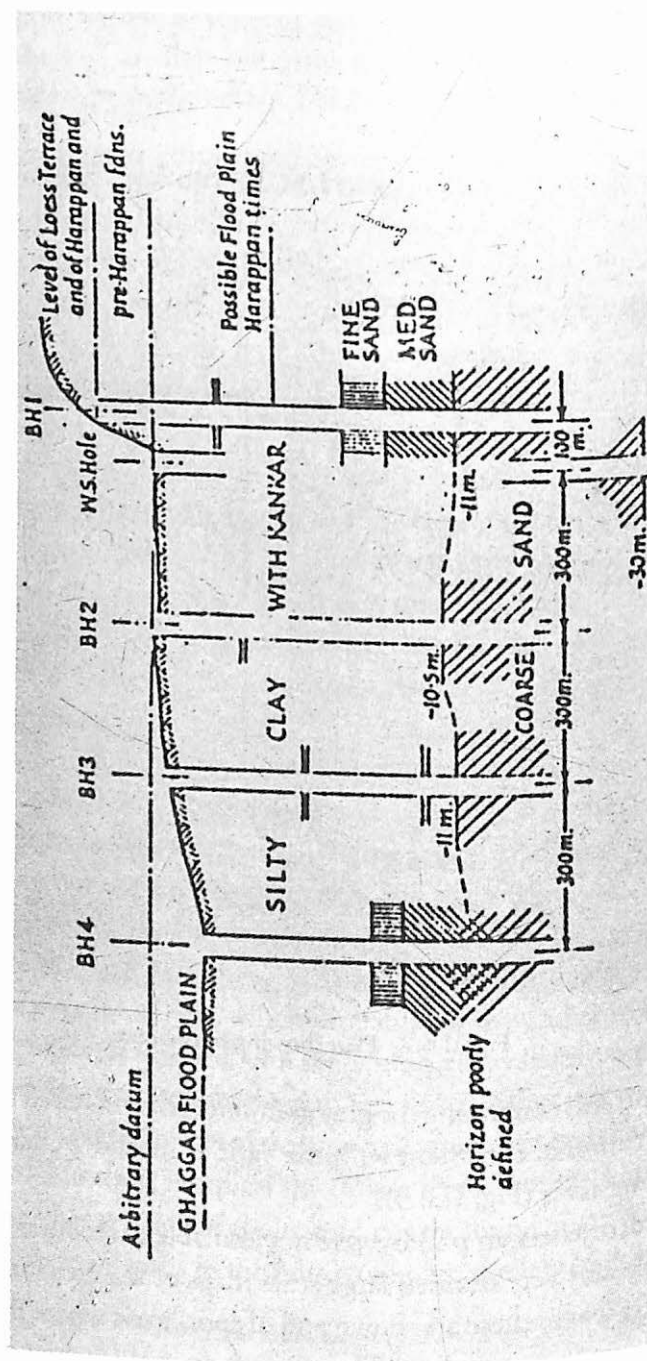 Level of Loess Terrace
and of Harappan and
pre-Harappan fdns.
Possible Flood Plain
Harappan times
BH4
BH3
BH2
W.S.Hole
BH1
Arbitrary datum
GHAGGAR FLOOD PLAIN
SILTY CLAY WITH KANKAR
FINE
SAND
MED.
SAND
-11m.
-10·5m.
-11m.
Horizon poorly
defined
COARSE SAND
300m.
300m.
300m.
130
m.
-30m.